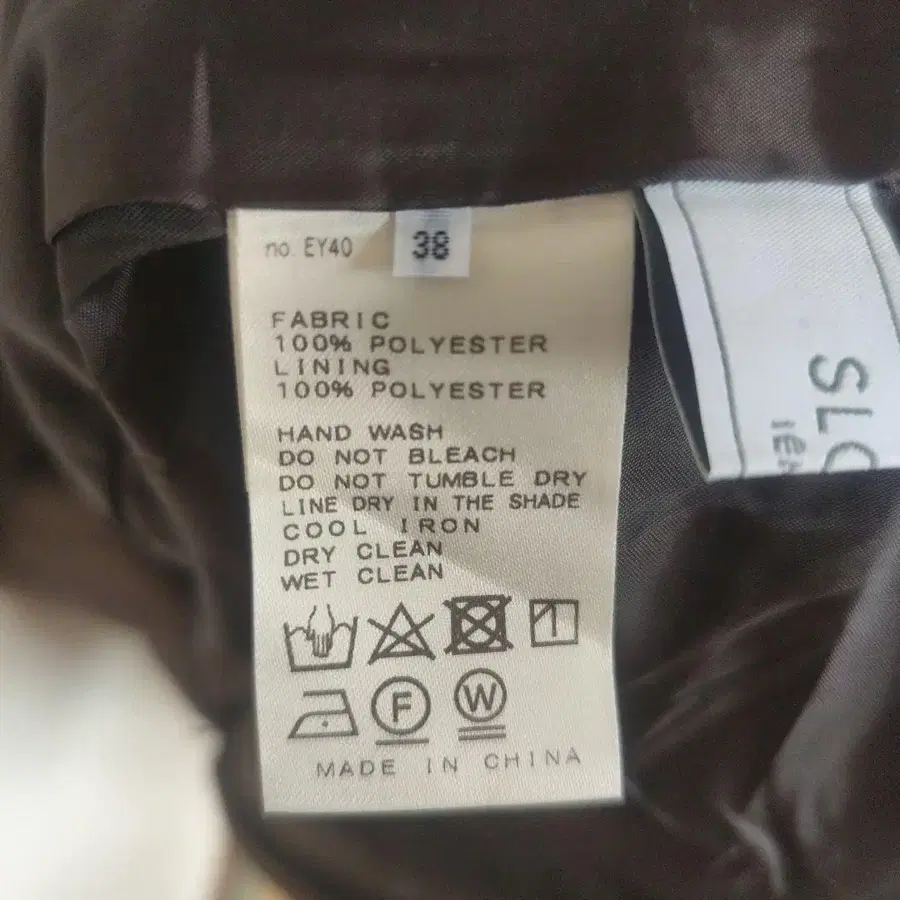 no. EY40
38
FABRIC
100% POLYESTER
LINING
100% POLYESTER
HAND WASH
DO NOT BLEACH
DO NOT TUMBLE DRY
LINE DRY IN THE SHADE
COOL IRON
DRY CLEAN
WET CLEAN
F
W
MADE IN CHINA
SLO